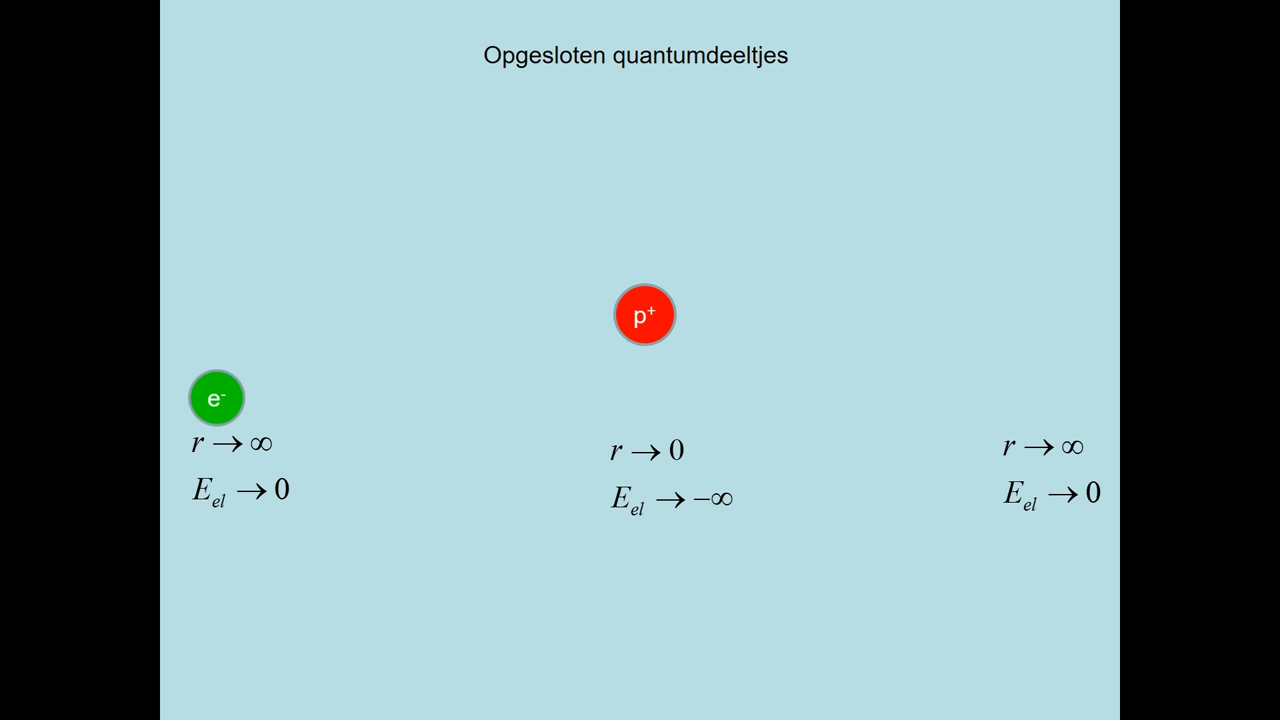 Opgesloten quantumdeeltjes
p⁺
e⁻
r → ∞
E_el → 0
r → 0
E_el → −∞
r → ∞
E_el → 0